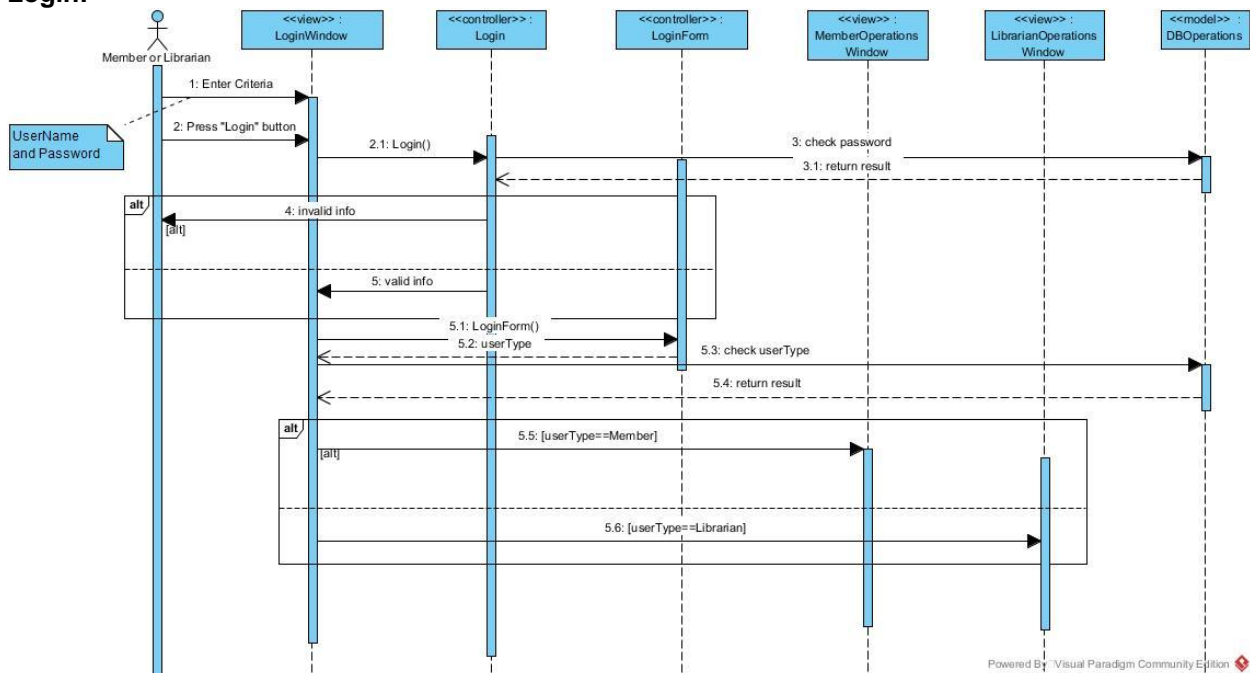 Login:
Member or Librarian
<<view>> :
LoginWindow
<<controller>> :
Login
<<controller>> :
LoginForm
<<view>> :
MemberOperations
Window
<<view>> :
LibrarianOperations
Window
<<model>> :
DBOperations
1: Enter Criteria
UserName
and Password
2: Press "Login" button
2.1: Login()
3: check password
3.1: return result
alt
4: invalid info
[alt]
5: valid info
5.1: LoginForm()
5.2: userType
5.3: check userType
5.4: return result
alt
5.5: [userType==Member]
[alt]
5.6: [userType==Librarian]
Powered By Visual Paradigm Community Edition